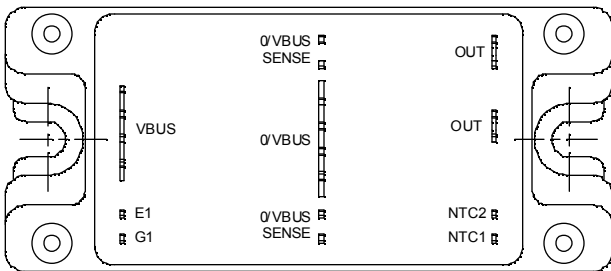 0/VBUS
SENSE
OUT
VBUS
0/VBUS
OUT
E1
G1
0/VBUS
SENSE
NTC2
NTC1